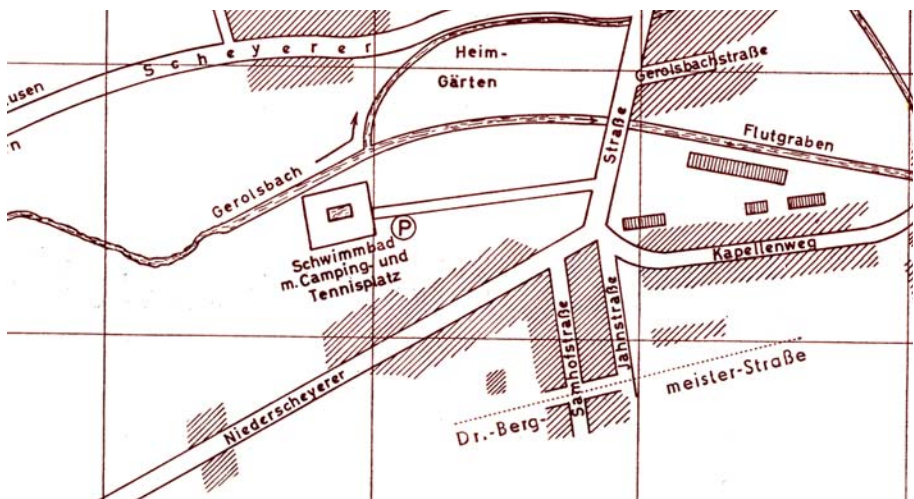 Scheyerer
Heim-
Gärten
Gerolsbachstraße
usen
n
Straße
Flutgraben
Gerolsbach
P
Schwimmbad
m. Camping- und
Tennisplatz
Kapellenweg
Samhofstraße
Jahnstraße
Niederscheyerer
Dr.-Berg-
meister-Straße